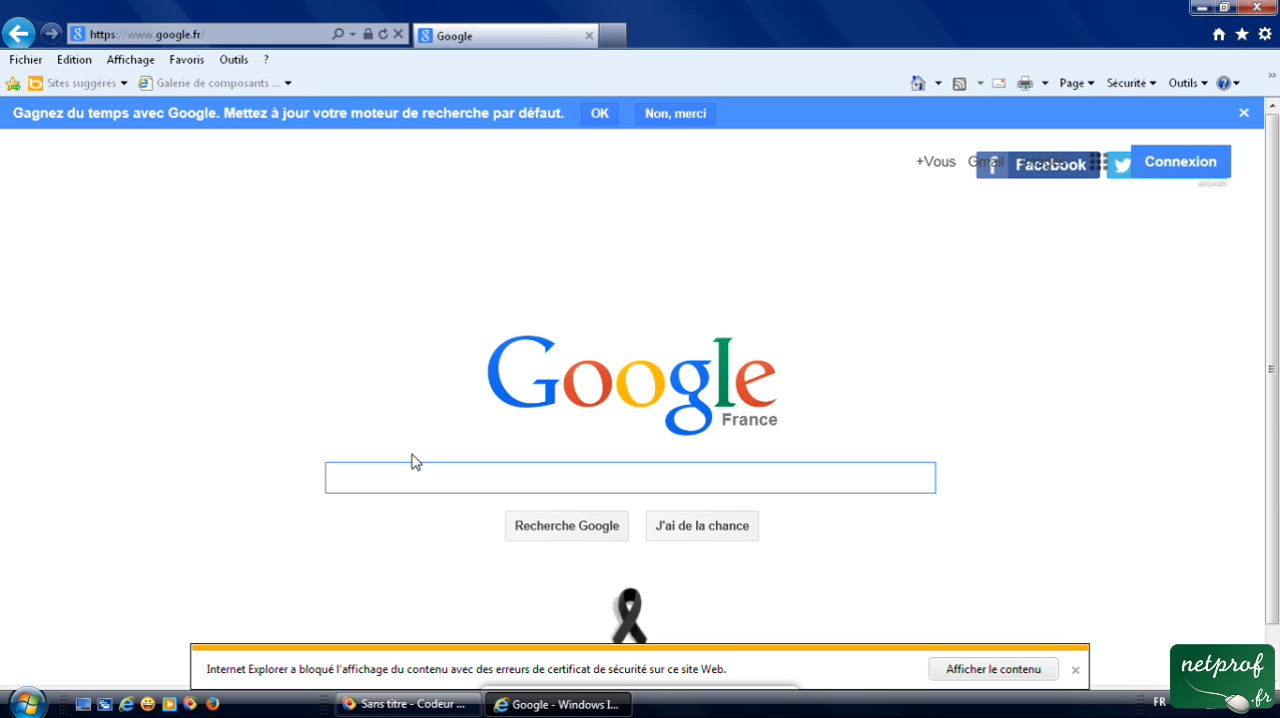 https://www.google.fr/
Google
Fichier Edition Affichage Favoris Outils ?
Sites suggérés Galerie de composants ...
Page Sécurité Outils
Gagnez du temps avec Google. Mettez à jour votre moteur de recherche par défaut. OK Non, merci
+Vous Gmail Facebook Connexion
Google
France
Recherche Google J'ai de la chance
Internet Explorer a bloqué l'affichage du contenu avec des erreurs de certificat de sécurité sur ce site Web. Afficher le contenu
netprof
.fr
Sans titre - Codeur ... Google - Windows I... FR